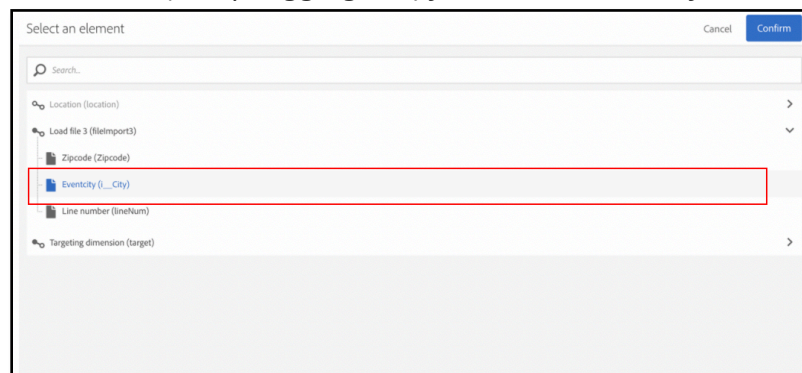 Select an element
Cancel
Confirm
Search..
Location (location)
Load file 3 (fileImport3)
Zipcode (Zipcode)
Eventcity (i__City)
Line number (lineNum)
Targeting dimension (target)